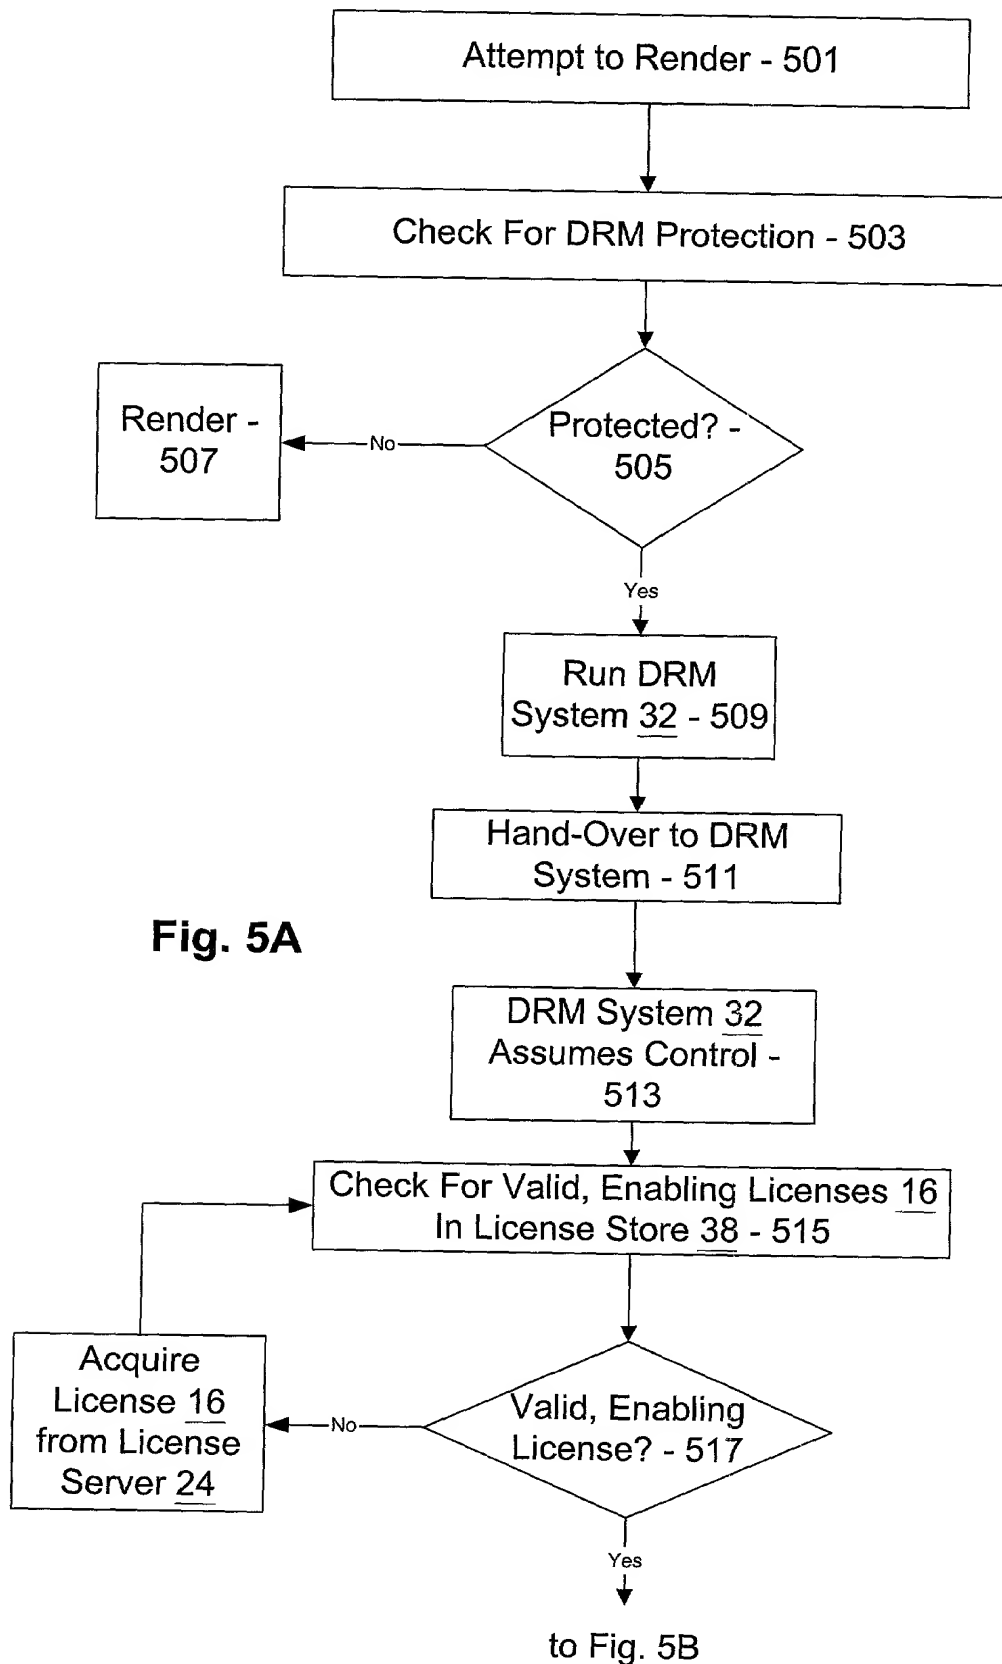 Attempt to Render - 501
Check For DRM Protection - 503
Protected? -
505
No
Render -
507
Yes
Run DRM
System 32 - 509
Hand-Over to DRM
System - 511
Fig. 5A
DRM System 32
Assumes Control -
513
Check For Valid, Enabling Licenses 16
In License Store 38 - 515
Valid, Enabling
License? - 517
No
Acquire
License 16
from License
Server 24
Yes
to Fig. 5B